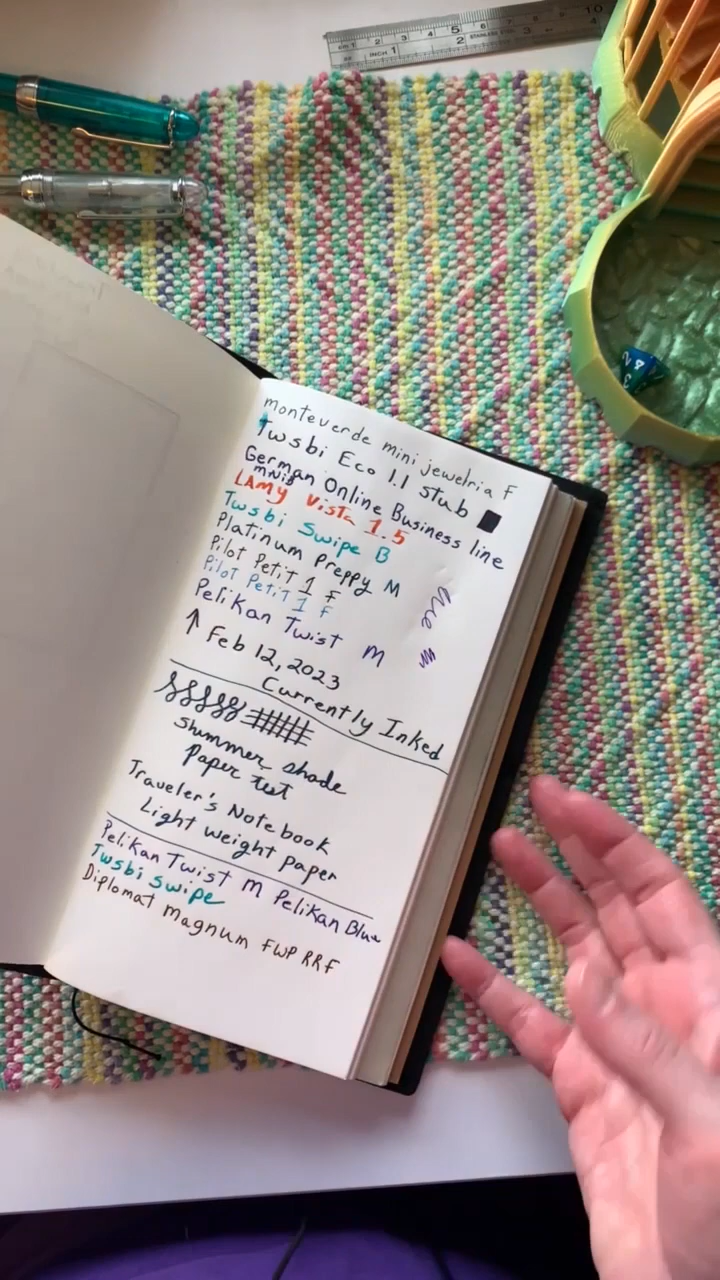 monteverde mini jewelria F
Twsbi Eco 1.1 stub
German Online Business line
mnif
LAmy Vista 1.5
Twsbi Swipe B
Platinum Preppy M
Pilot Petit 1 F
Pilot Petit 1 F
Pelikan Twist M
↑ Feb 12, 2023
Currently Inked
Shimmer shade
Paper test
Traveler's Notebook
Light weight paper
Pelikan Twist M Pelikan Blue
Twsbi Swipe
Diplomat magnum FWP RRF